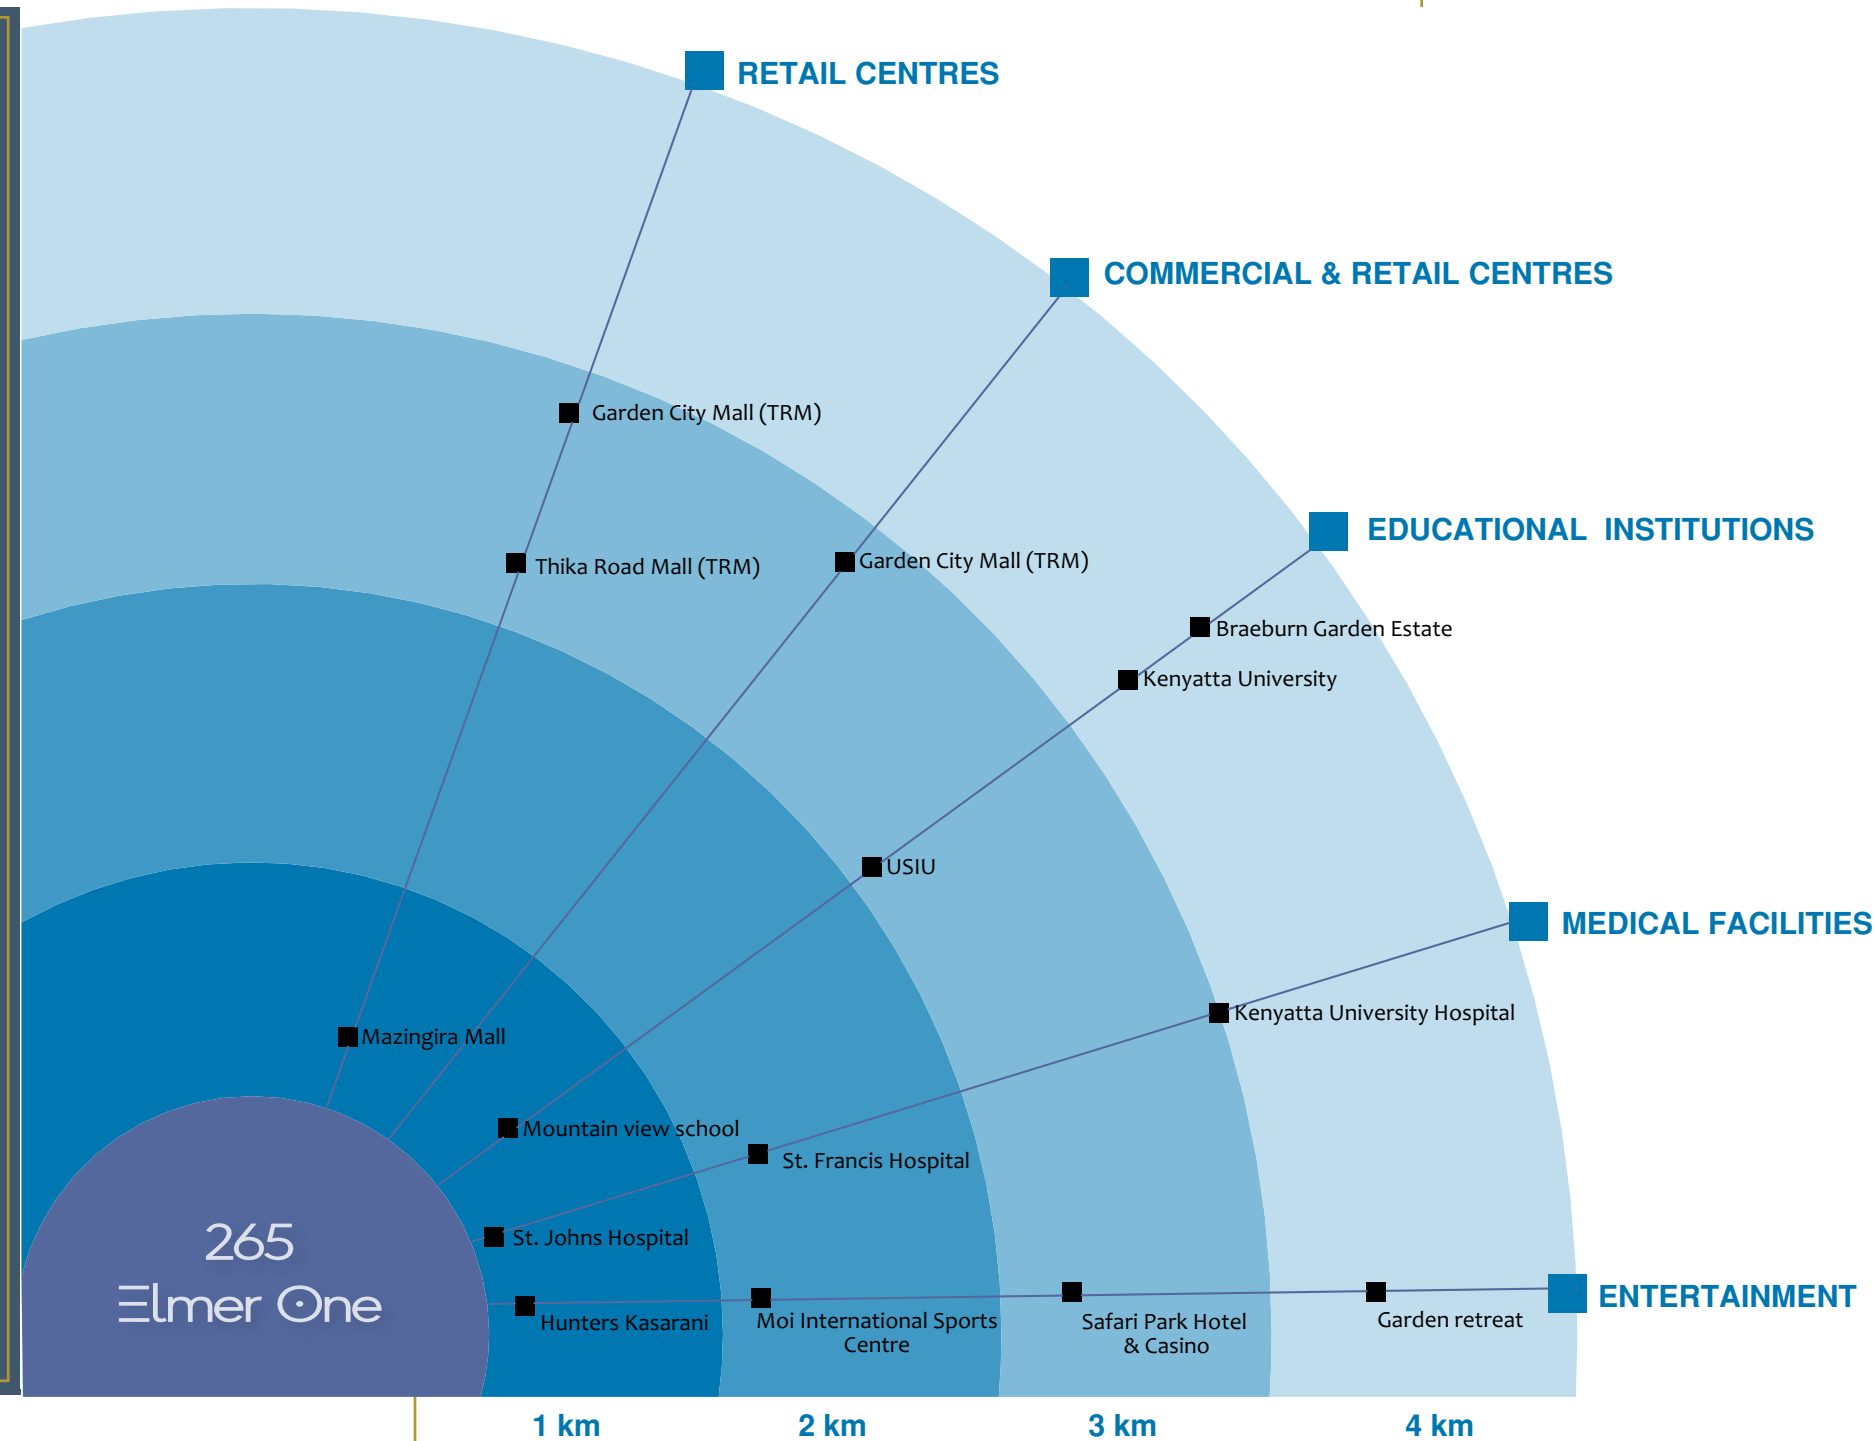 RETAIL CENTRES
COMMERCIAL & RETAIL CENTRES
Garden City Mall (TRM)
EDUCATIONAL INSTITUTIONS
Thika Road Mall (TRM)
Garden City Mall (TRM)
Braeburn Garden Estate
Kenyatta University
USIU
MEDICAL FACILITIES
Kenyatta University Hospital
Mazingira Mall
Mountain view school
St. Francis Hospital
265
Elmer One
St. Johns Hospital
ENTERTAINMENT
Hunters Kasarani
Moi International Sports
Centre
Safari Park Hotel
& Casino
Garden retreat
1 km
2 km
3 km
4 km